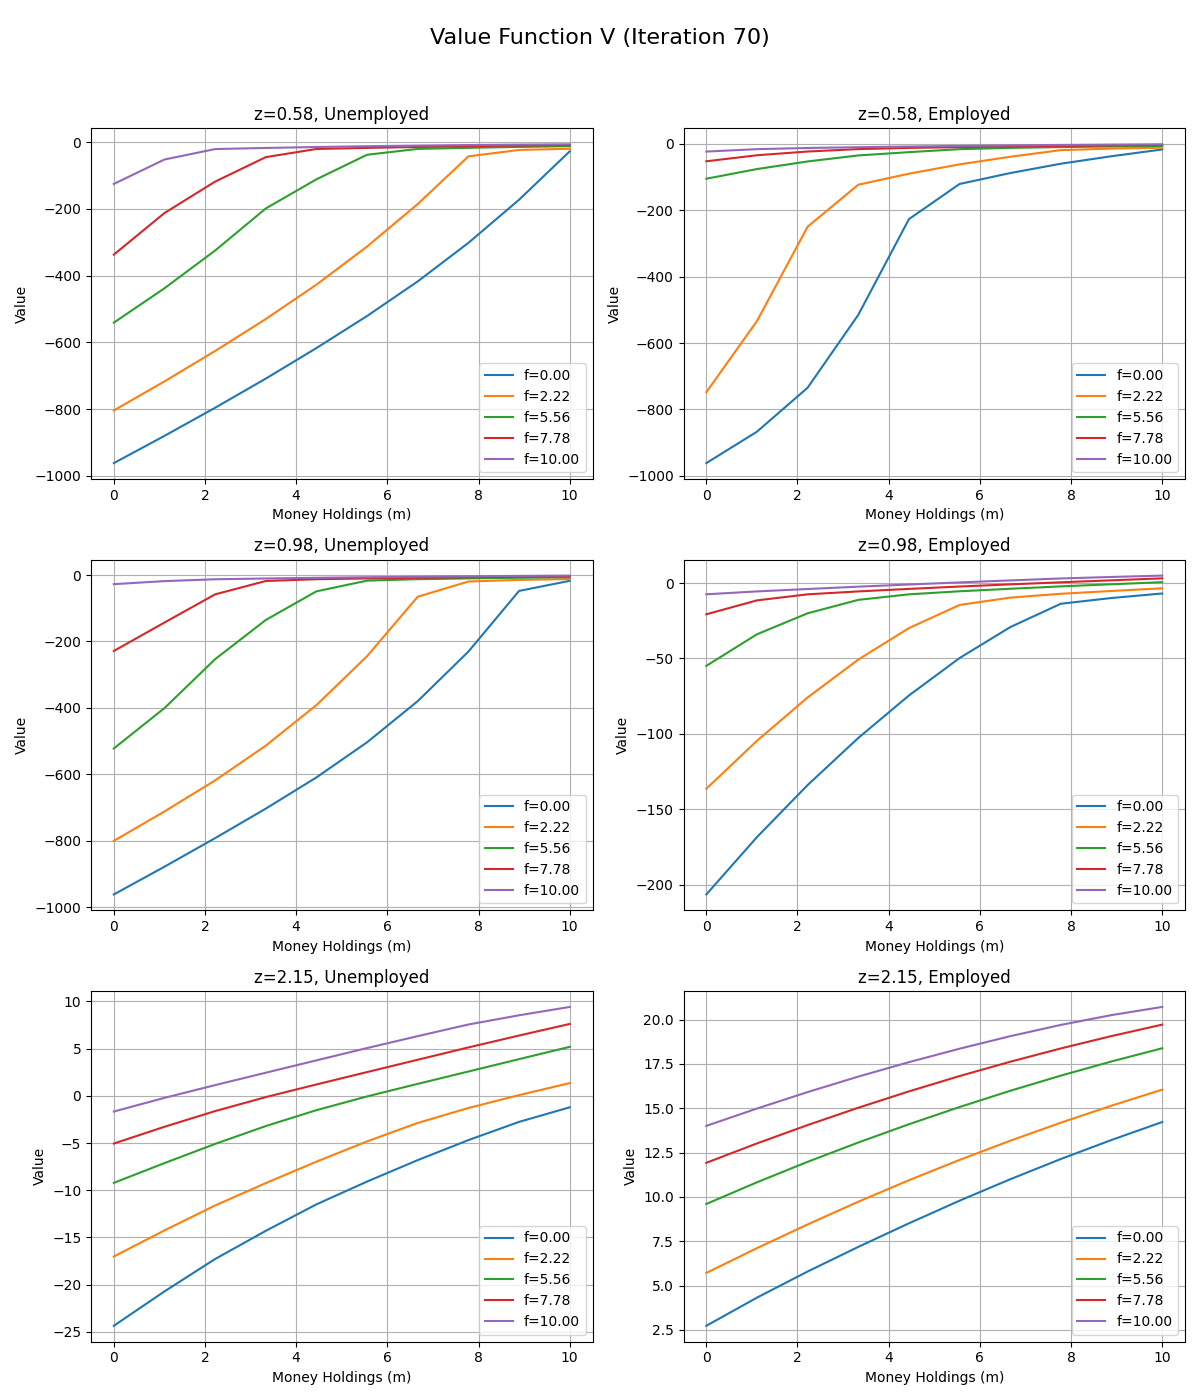 Value Function V (Iteration 70)
z=0.58, Unemployed
0
−200
−400
−600
−800
−1000
Value
0 2 4 6 8 10
Money Holdings (m)
f=0.00
f=2.22
f=5.56
f=7.78
f=10.00
z=0.58, Employed
0
−200
−400
−600
−800
−1000
Value
0 2 4 6 8 10
Money Holdings (m)
f=0.00
f=2.22
f=5.56
f=7.78
f=10.00
z=0.98, Unemployed
0
−200
−400
−600
−800
−1000
Value
0 2 4 6 8 10
Money Holdings (m)
f=0.00
f=2.22
f=5.56
f=7.78
f=10.00
z=0.98, Employed
0
−50
−100
−150
−200
Value
0 2 4 6 8 10
Money Holdings (m)
f=0.00
f=2.22
f=5.56
f=7.78
f=10.00
z=2.15, Unemployed
10
5
0
−5
−10
−15
−20
−25
Value
0 2 4 6 8 10
Money Holdings (m)
f=0.00
f=2.22
f=5.56
f=7.78
f=10.00
z=2.15, Employed
20.0
17.5
15.0
12.5
10.0
7.5
5.0
2.5
Value
0 2 4 6 8 10
Money Holdings (m)
f=0.00
f=2.22
f=5.56
f=7.78
f=10.00